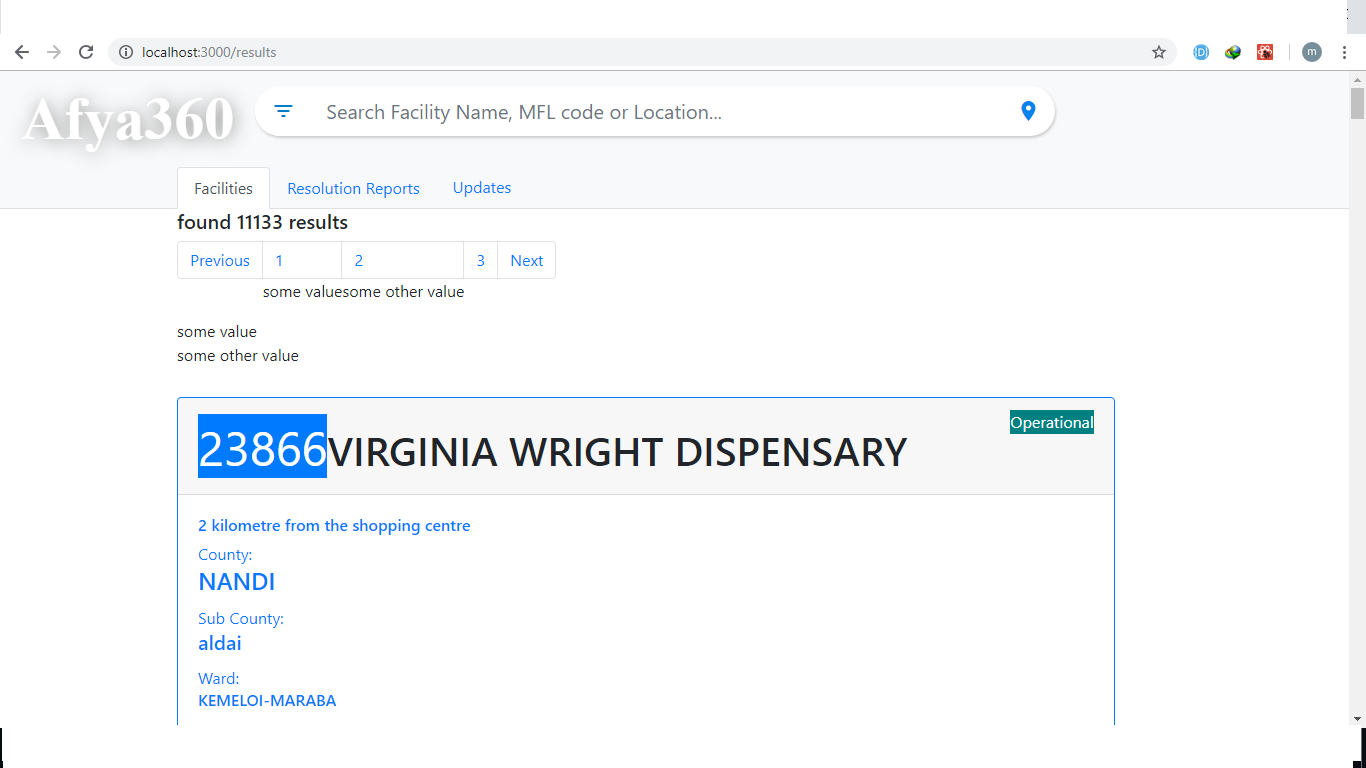 localhost:3000/results
m
Afya360
Search Facility Name, MFL code or Location...
Facilities Resolution Reports Updates
found 11133 results
Previous 1 2 3 Next
some valuesome other value
some value
some other value
23866VIRGINIA WRIGHT DISPENSARY
Operational
2 kilometre from the shopping centre
County:
NANDI
Sub County:
aldai
Ward:
KEMELOI-MARABA